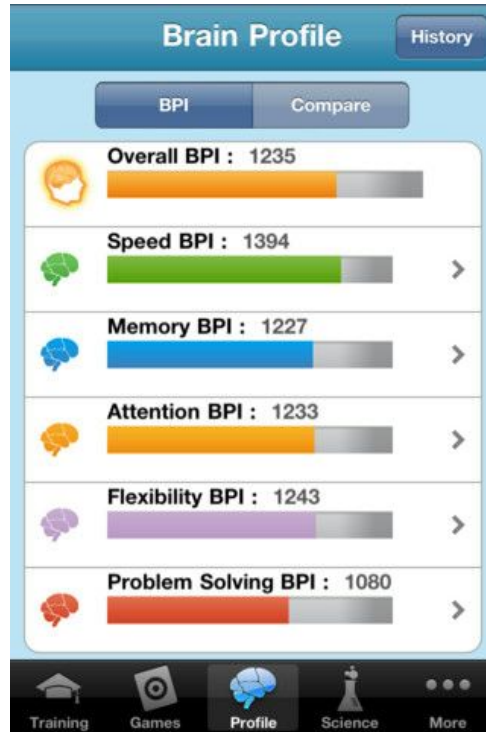 Brain Profile
History
BPI
Compare
Overall BPI : 1235
Speed BPI : 1394
Memory BPI : 1227
Attention BPI : 1233
Flexibility BPI : 1243
Problem Solving BPI : 1080
Training
Games
Profile
Science
More